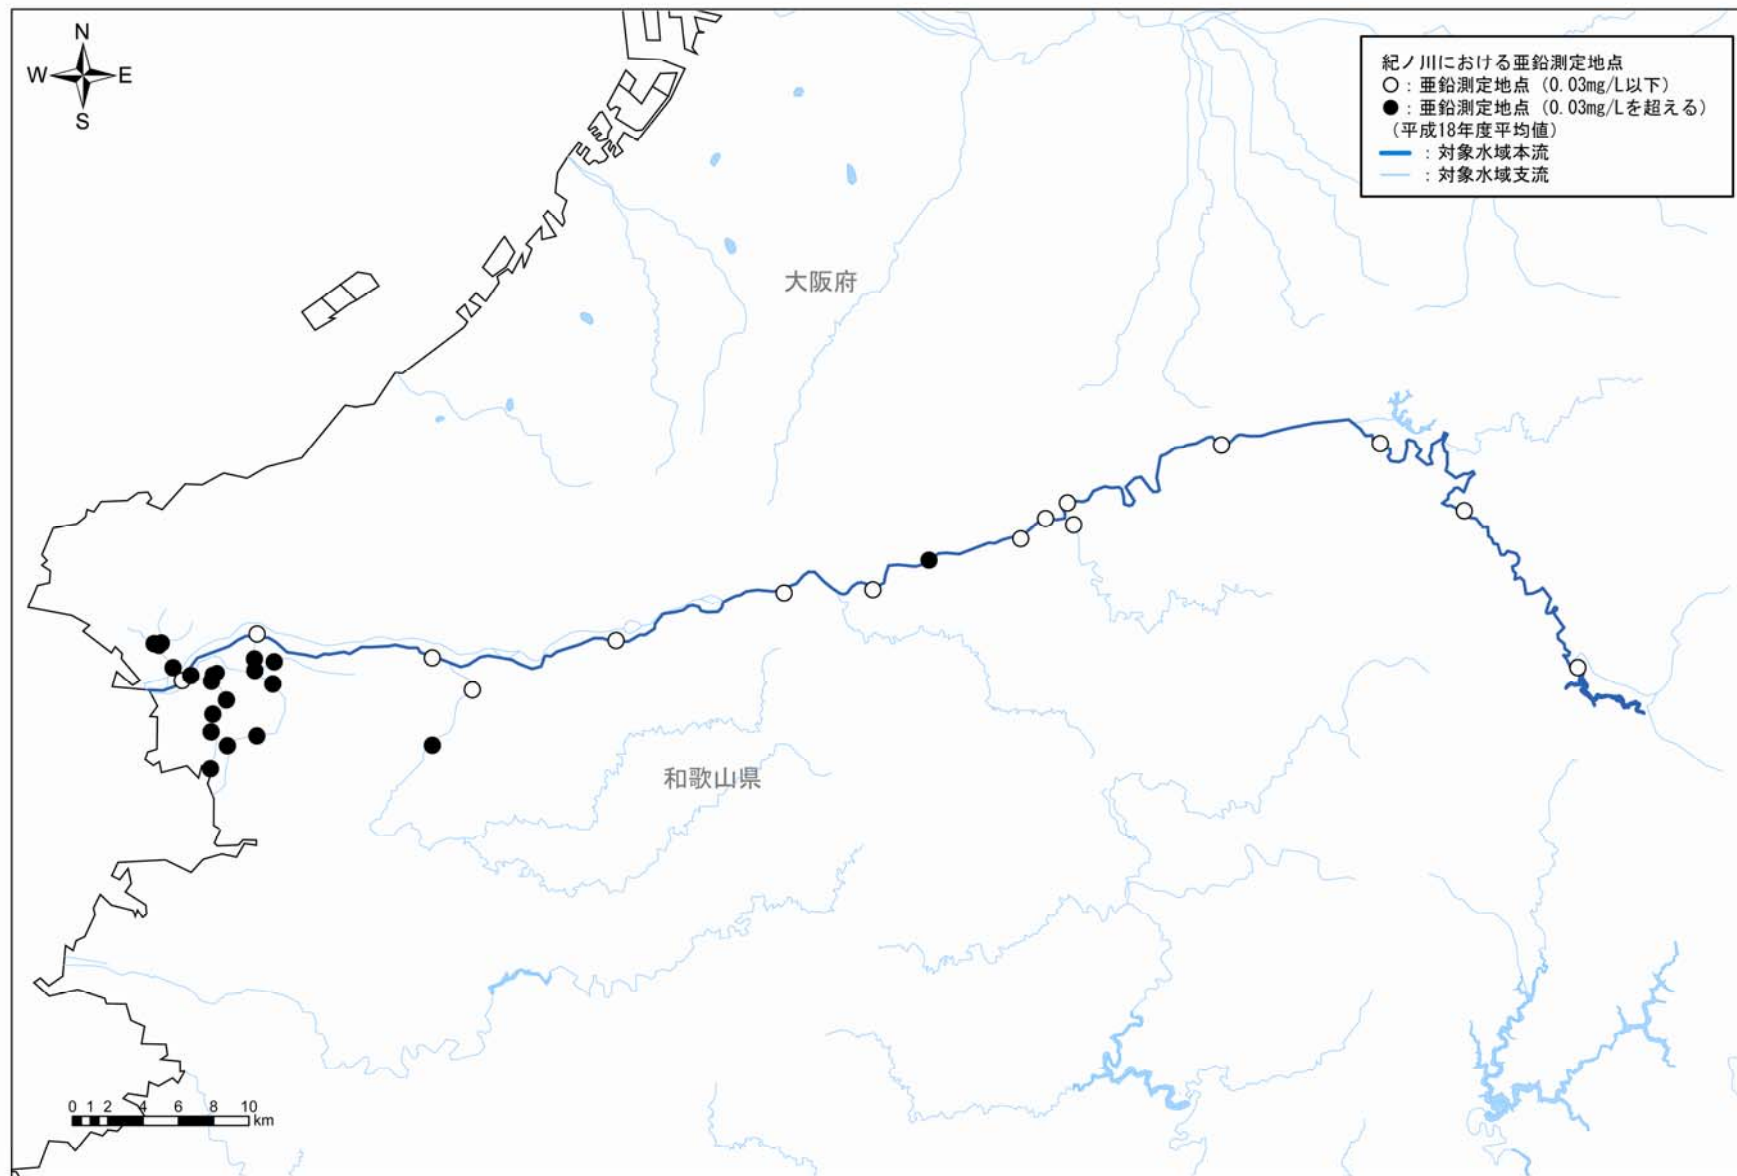 N
W E
S
紀ノ川における亜鉛測定地点
○：亜鉛測定地点（0.03mg/L以下）
●：亜鉛測定地点（0.03mg/Lを超える）
（平成18年度平均値）
：対象水域本流
：対象水域支流
大阪府
和歌山県
0 1 2 4 6 8 10
km